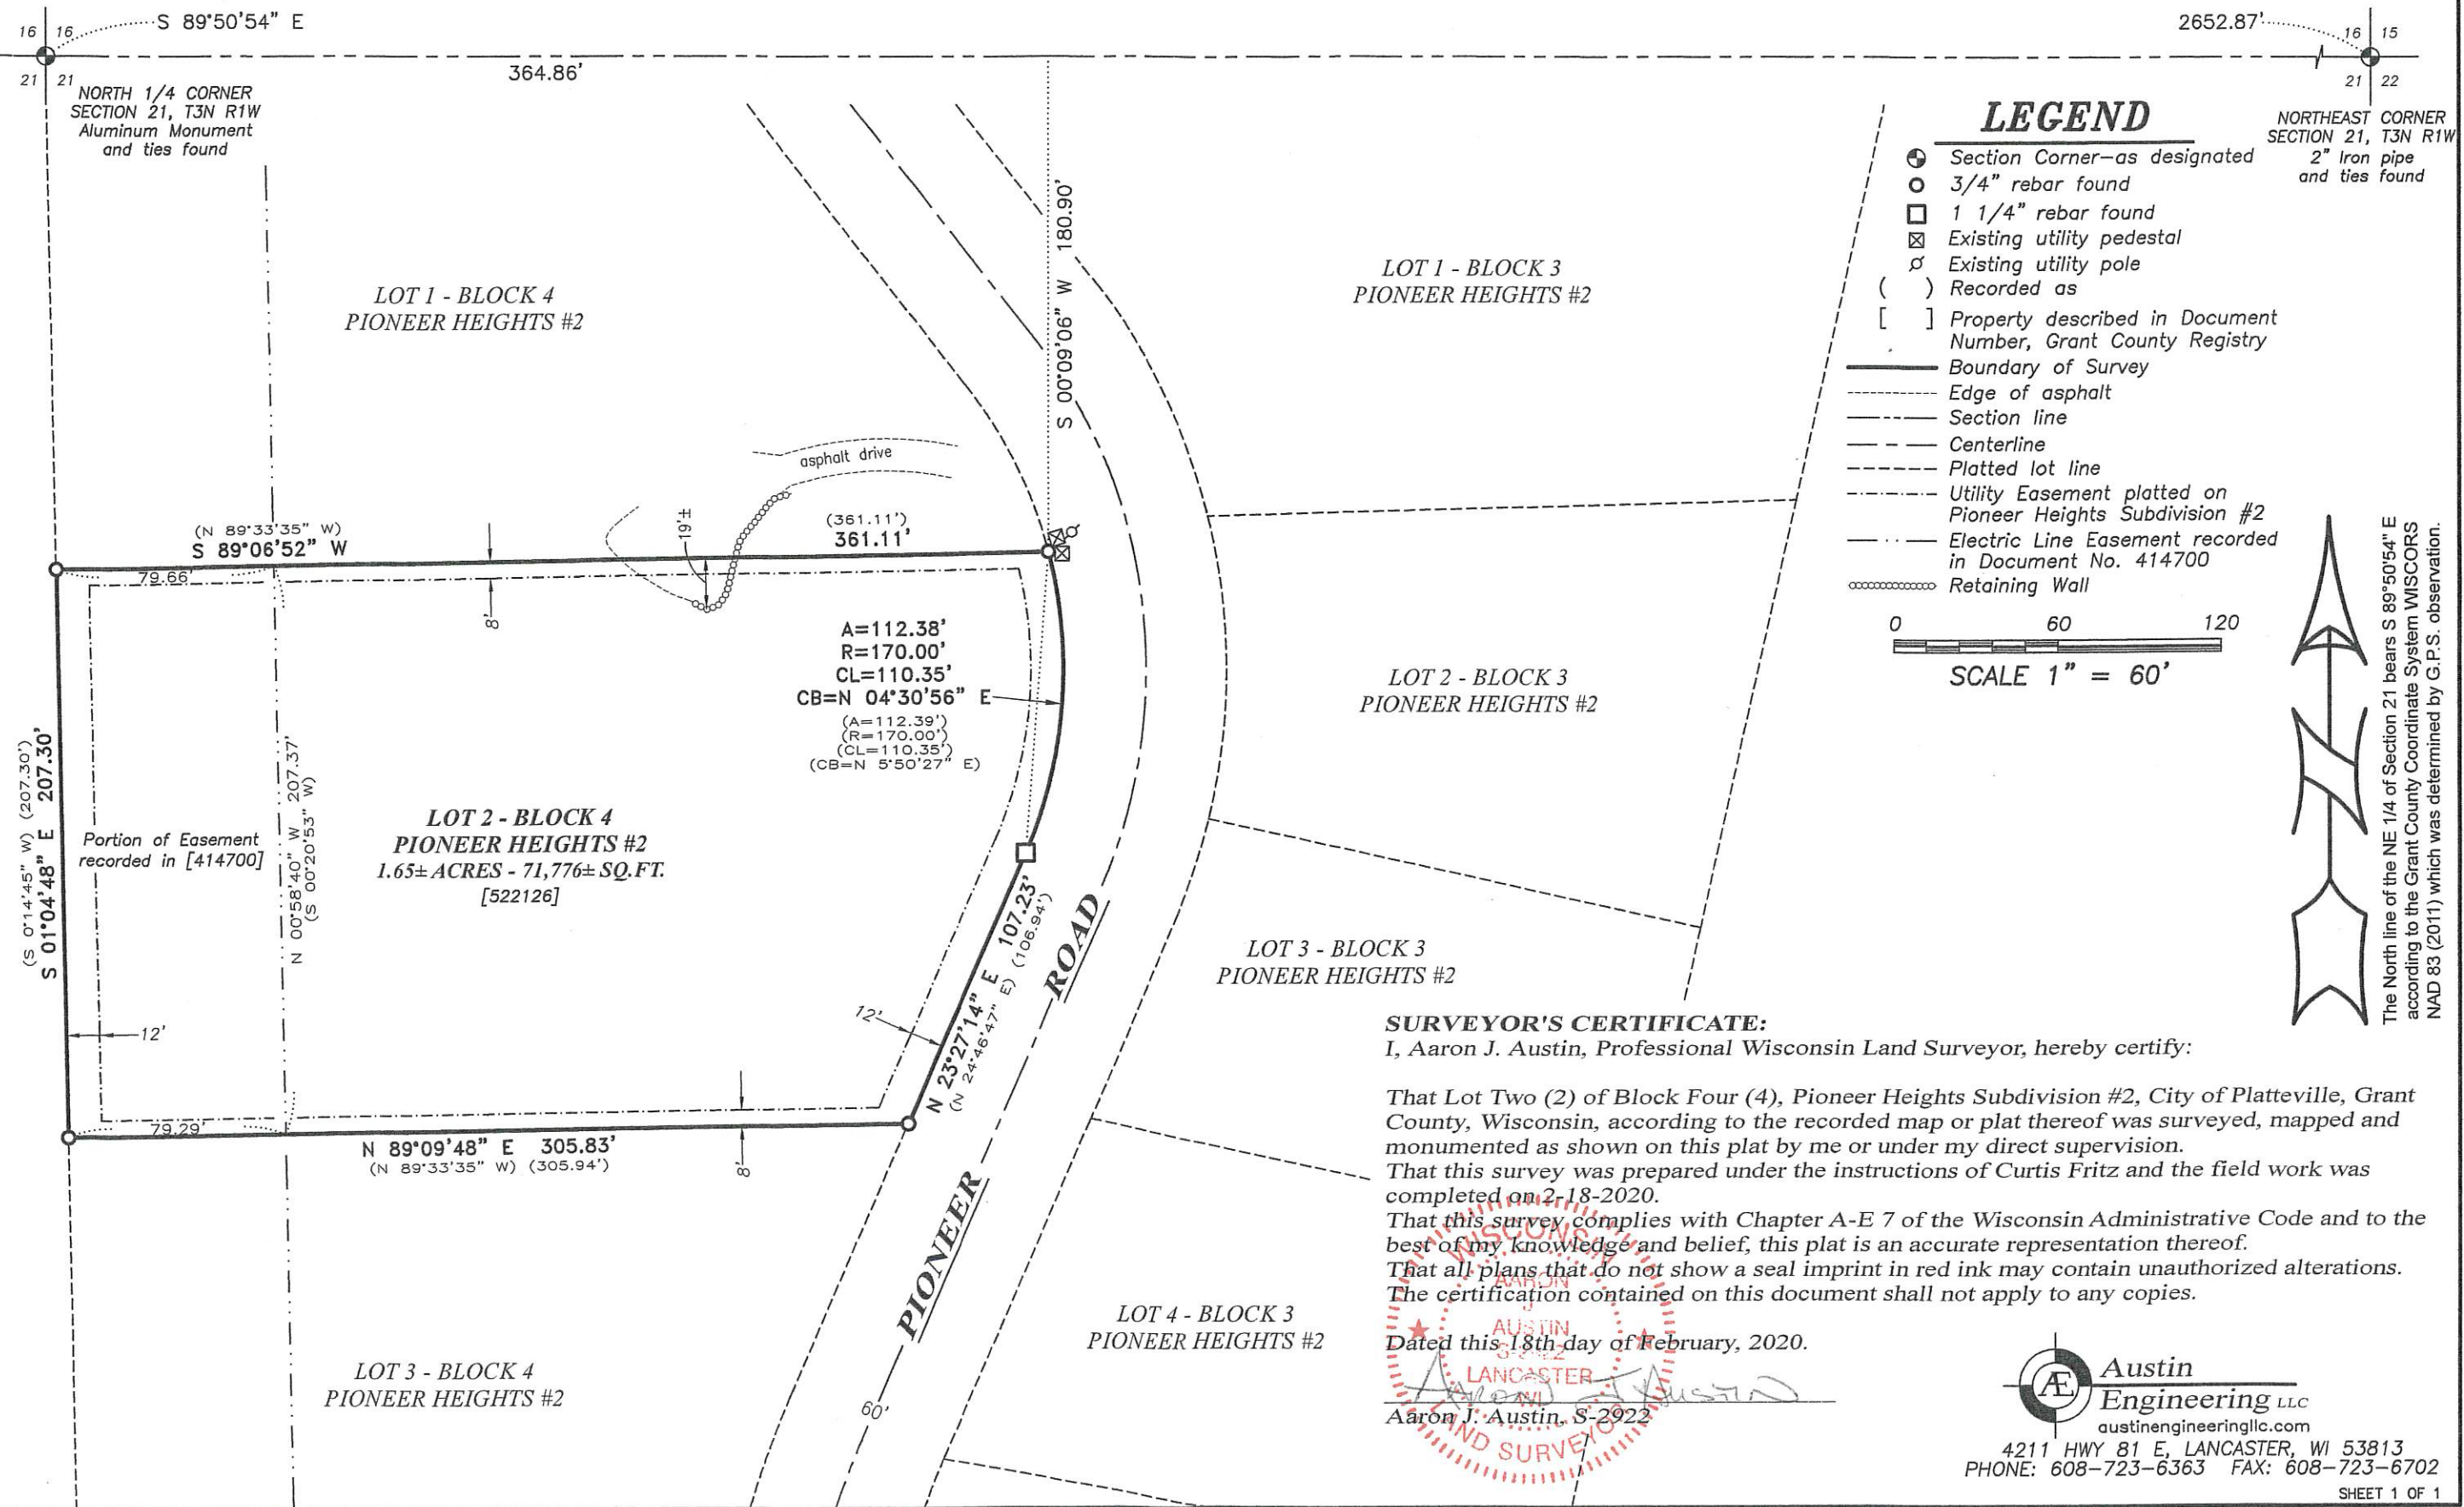 S 89°50'54" E
2652.87'
16 16
21 21
16 15
21 22
364.86'
NORTH 1/4 CORNER
SECTION 21, T3N R1W
Aluminum Monument
and ties found
NORTHEAST CORNER
SECTION 21, T3N R1W
2" Iron pipe
and ties found
LEGEND
Section Corner-as designated
3/4" rebar found
1 1/4" rebar found
Existing utility pedestal
Existing utility pole
( ) Recorded as
[ ] Property described in Document
Number, Grant County Registry
Boundary of Survey
Edge of asphalt
Section line
Centerline
Platted lot line
Utility Easement platted on
Pioneer Heights Subdivision #2
Electric Line Easement recorded
in Document No. 414700
Retaining Wall
0 60 120
SCALE 1" = 60'
N
The North line of the NE 1/4 of Section 21 bears S 89°50'54" E
according to the Grant County Coordinate System WISCORS
NAD 83 (2011) which was determined by G.P.S. observation.
S 00°09'06" W 180.90'
LOT 1 - BLOCK 4
PIONEER HEIGHTS #2
LOT 1 - BLOCK 3
PIONEER HEIGHTS #2
asphalt drive
19'±
(N 89°33'35" W)
S 89°06'52" W
(361.11')
361.11'
79.66'
8'
A=112.38'
R=170.00'
CL=110.35'
CB=N 04°30'56" E
(A=112.39')
(R=170.00')
(CL=110.35')
(CB=N 5°50'27" E)
LOT 2 - BLOCK 3
PIONEER HEIGHTS #2
(S 0°14'45" W) (207.30')
S 01°04'48" E 207.30'
N 00°58'40" W 207.37'
(S 00°20'53" W)
Portion of Easement
recorded in [414700]
LOT 2 - BLOCK 4
PIONEER HEIGHTS #2
1.65± ACRES - 71,776± SQ.FT.
[522126]
N 23°27'14" E 107.23'
(N 24°46'47" E) (106.94')
12'
12'
LOT 3 - BLOCK 3
PIONEER HEIGHTS #2
79.29'
N 89°09'48" E 305.83'
(N 89°33'35" W) (305.94')
8'
PIONEER ROAD
60'
LOT 4 - BLOCK 3
PIONEER HEIGHTS #2
LOT 3 - BLOCK 4
PIONEER HEIGHTS #2
SURVEYOR'S CERTIFICATE:
I, Aaron J. Austin, Professional Wisconsin Land Surveyor, hereby certify:
That Lot Two (2) of Block Four (4), Pioneer Heights Subdivision #2, City of Platteville, Grant
County, Wisconsin, according to the recorded map or plat thereof was surveyed, mapped and
monumented as shown on this plat by me or under my direct supervision.
That this survey was prepared under the instructions of Curtis Fritz and the field work was
completed on 2-18-2020.
That this survey complies with Chapter A-E 7 of the Wisconsin Administrative Code and to the
best of my knowledge and belief, this plat is an accurate representation thereof.
That all plans that do not show a seal imprint in red ink may contain unauthorized alterations.
The certification contained on this document shall not apply to any copies.
Dated this 18th day of February, 2020.
Aaron J Austin
Aaron J. Austin, S-2922
WISCONSIN
AARON
J
AUSTIN
S-2922
LANCASTER
WI
LAND SURVEYOR
AE
Austin
Engineering LLC
austinengineeringllc.com
4211 HWY 81 E, LANCASTER, WI 53813
PHONE: 608-723-6363 FAX: 608-723-6702
SHEET 1 OF 1